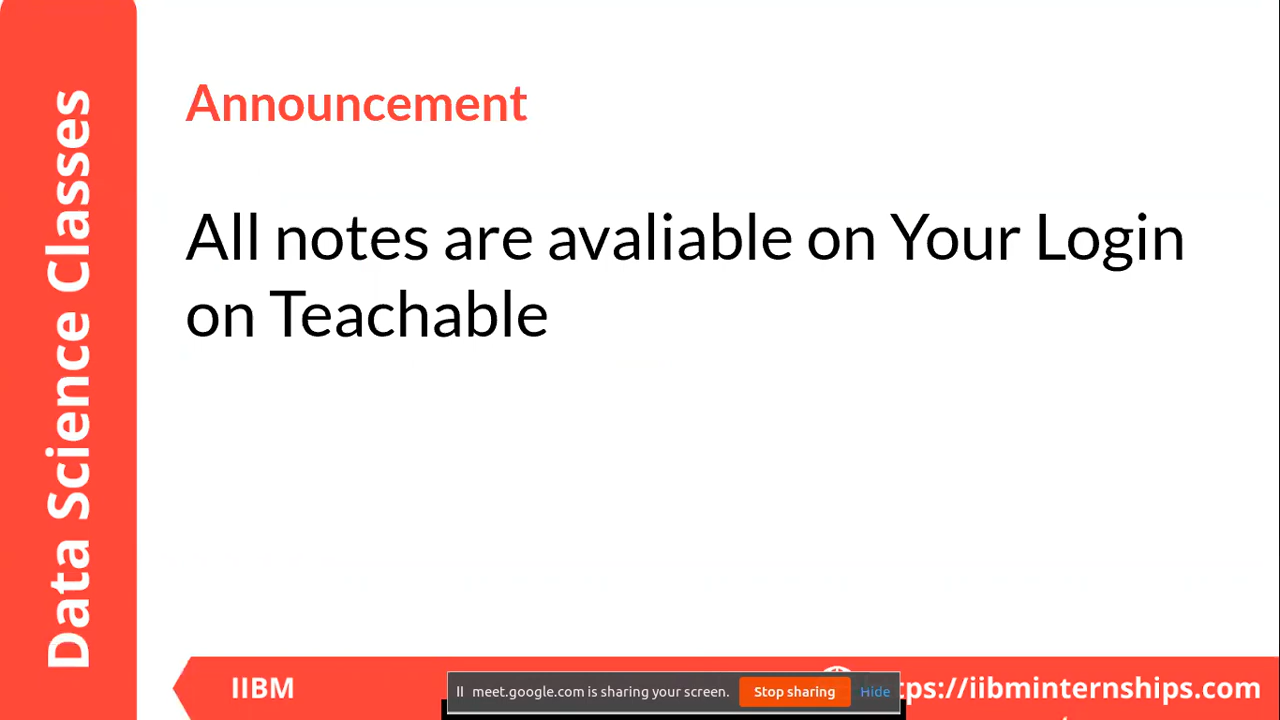 Data Science Classes
Announcement
All notes are avaliable on Your Login
on Teachable
IIBM
meet.google.com is sharing your screen.
Stop sharing
Hide
tps://iibminternships.com